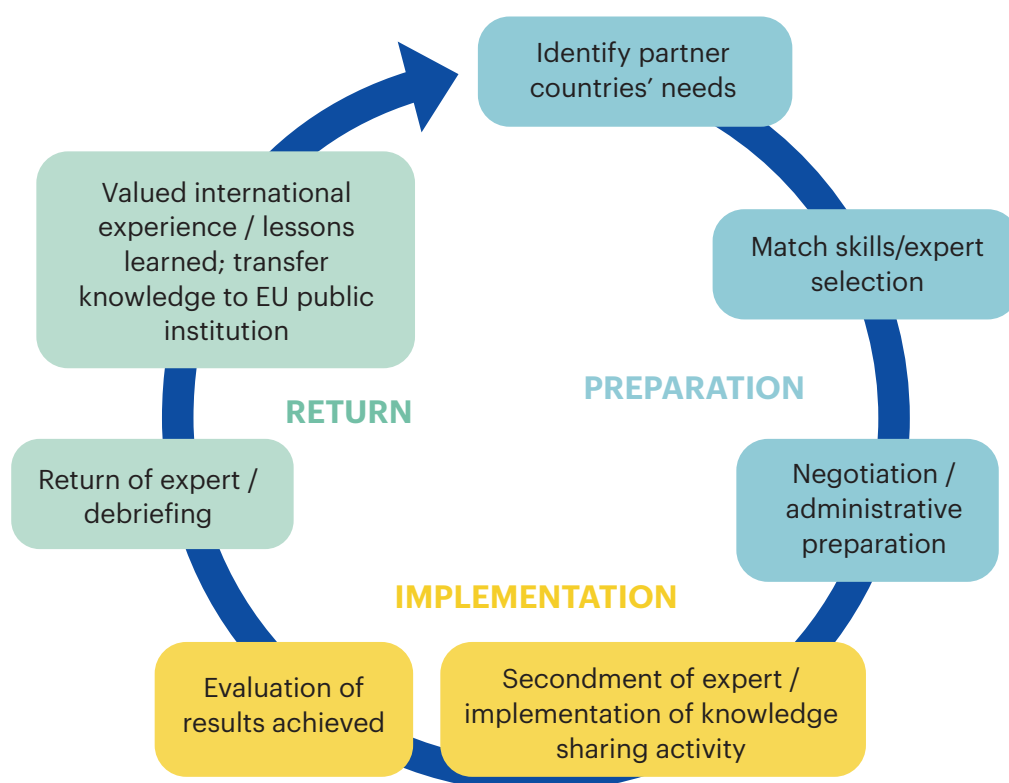 Identify partner
countries’ needs
Match skills/expert
selection
PREPARATION
Negotiation /
administrative
preparation
IMPLEMENTATION
Secondment of expert /
implementation of knowledge
sharing activity
Evaluation of
results achieved
Return of expert /
debriefing
RETURN
Valued international
experience / lessons
learned; transfer
knowledge to EU public
institution